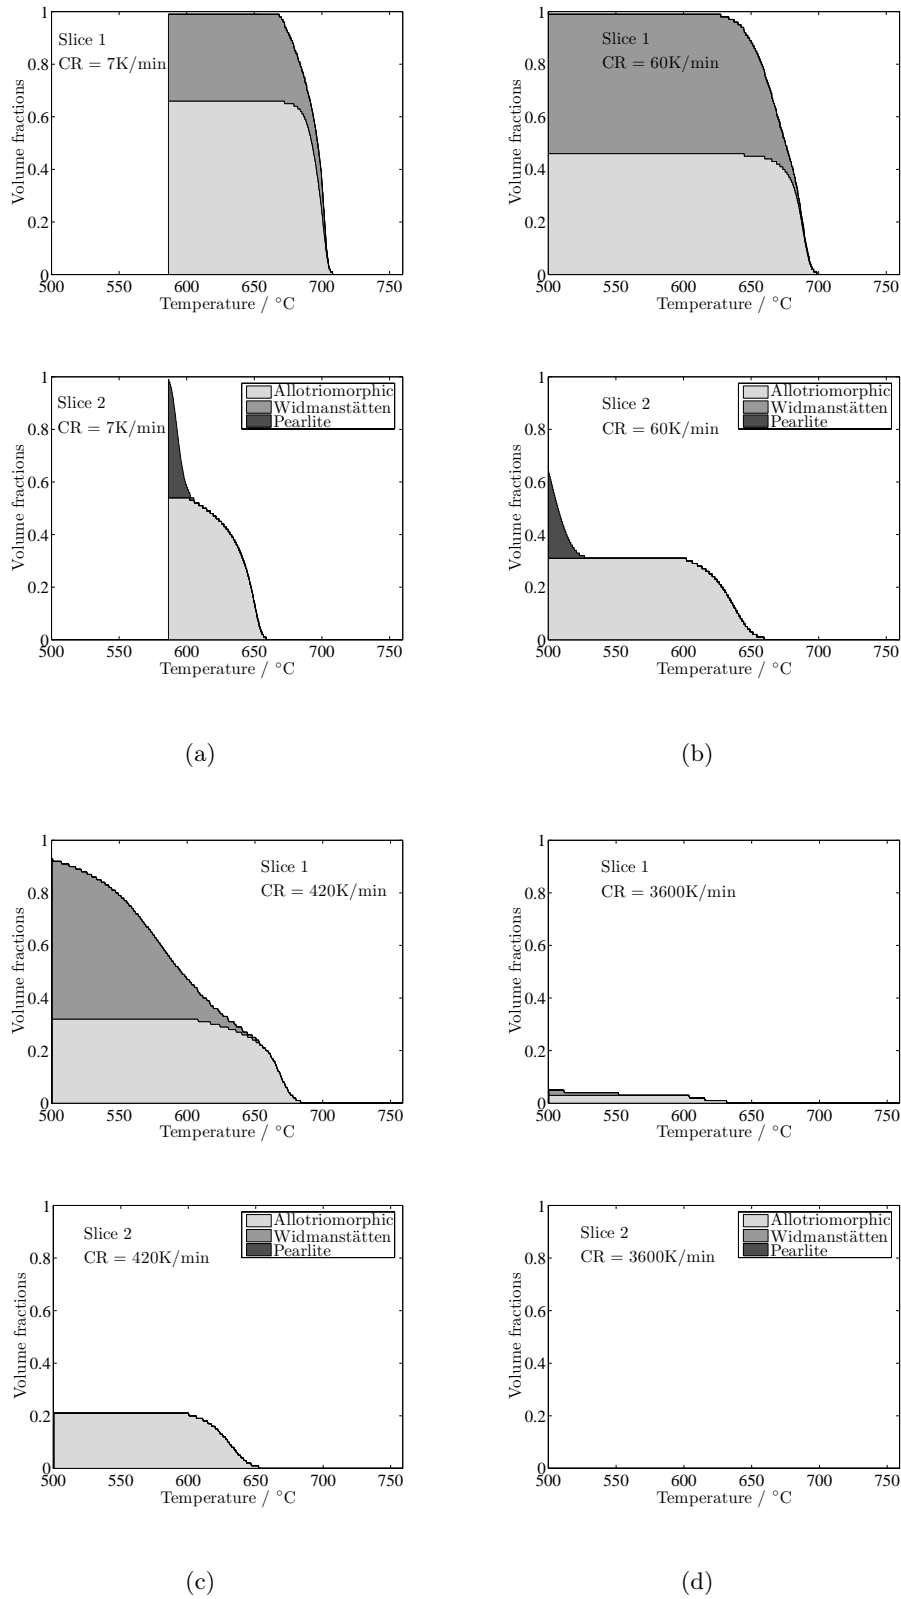 1
0.8
0.6
0.4
0.2
0
Volume fractions
Slice 1
CR = 7K/min
500 550 600 650 700 750
Temperature / °C
1
0.8
0.6
0.4
0.2
0
Volume fractions
Slice 1
CR = 60K/min
500 550 600 650 700 750
Temperature / °C
1
0.8
0.6
0.4
0.2
0
Volume fractions
Slice 2
CR = 7K/min
Allotriomorphic
Widmanstätten
Pearlite
500 550 600 650 700 750
Temperature / °C
1
0.8
0.6
0.4
0.2
0
Volume fractions
Slice 2
CR = 60K/min
Allotriomorphic
Widmanstätten
Pearlite
500 550 600 650 700 750
Temperature / °C
(a)
(b)
1
0.8
0.6
0.4
0.2
0
Volume fractions
Slice 1
CR = 420K/min
500 550 600 650 700 750
Temperature / °C
1
0.8
0.6
0.4
0.2
0
Volume fractions
Slice 1
CR = 3600K/min
500 550 600 650 700 750
Temperature / °C
1
0.8
0.6
0.4
0.2
0
Volume fractions
Slice 2
CR = 420K/min
Allotriomorphic
Widmanstätten
Pearlite
500 550 600 650 700 750
Temperature / °C
1
0.8
0.6
0.4
0.2
0
Volume fractions
Slice 2
CR = 3600K/min
Allotriomorphic
Widmanstätten
Pearlite
500 550 600 650 700 750
Temperature / °C
(c)
(d)